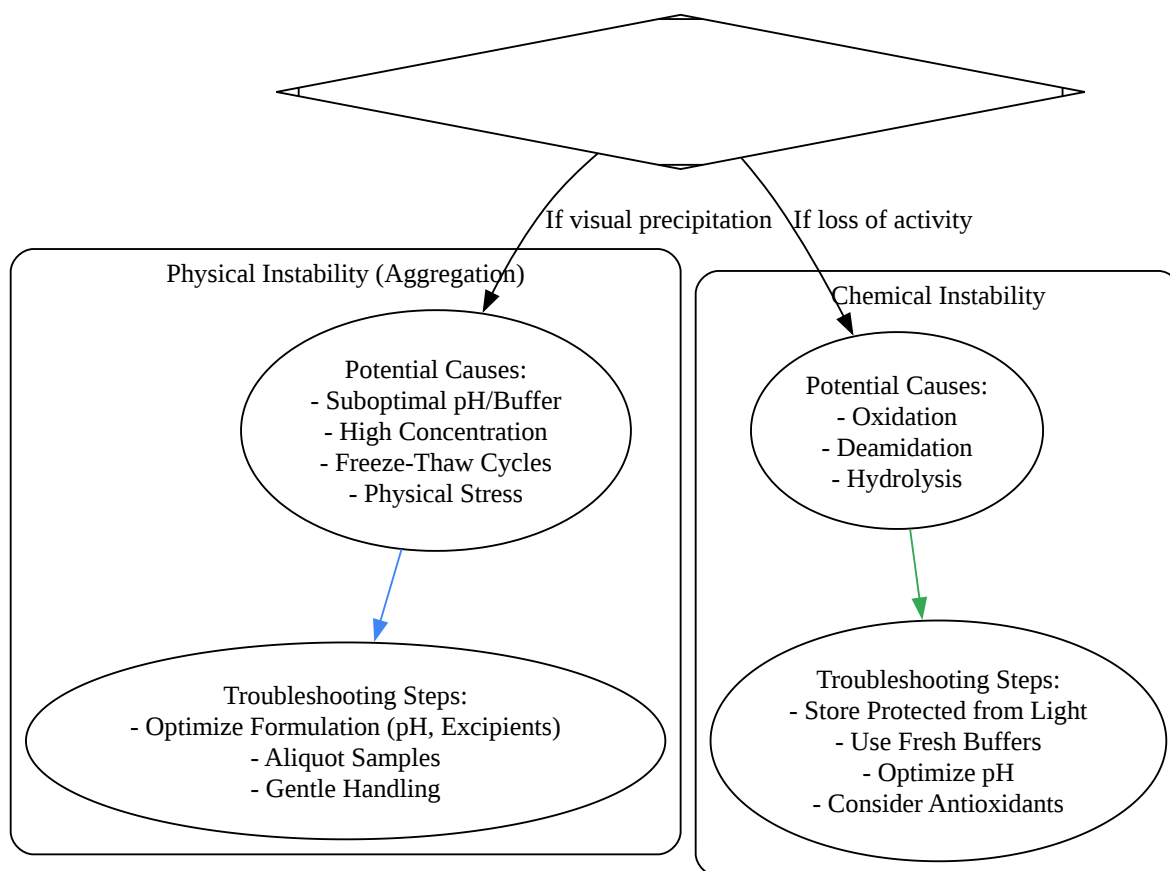 If visual precipitation
If loss of activity
Physical Instability (Aggregation)
Potential Causes:
- Suboptimal pH/Buffer
- High Concentration
- Freeze-Thaw Cycles
- Physical Stress
Troubleshooting Steps:
- Optimize Formulation (pH, Excipients)
- Aliquot Samples
- Gentle Handling
Chemical Instability
Potential Causes:
- Oxidation
- Deamidation
- Hydrolysis
Troubleshooting Steps:
- Store Protected from Light
- Use Fresh Buffers
- Optimize pH
- Consider Antioxidants